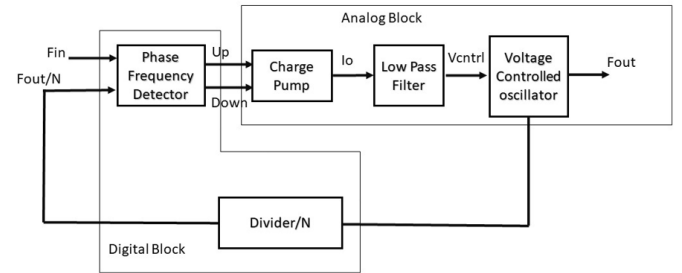 Analog Block
Fin
Fout/N
Phase
Frequency
Detector
Up
Down
Charge
Pump
Io
Low Pass
Filter
Vcntrl
Voltage
Controlled
oscillator
Fout
Divider/N
Digital Block